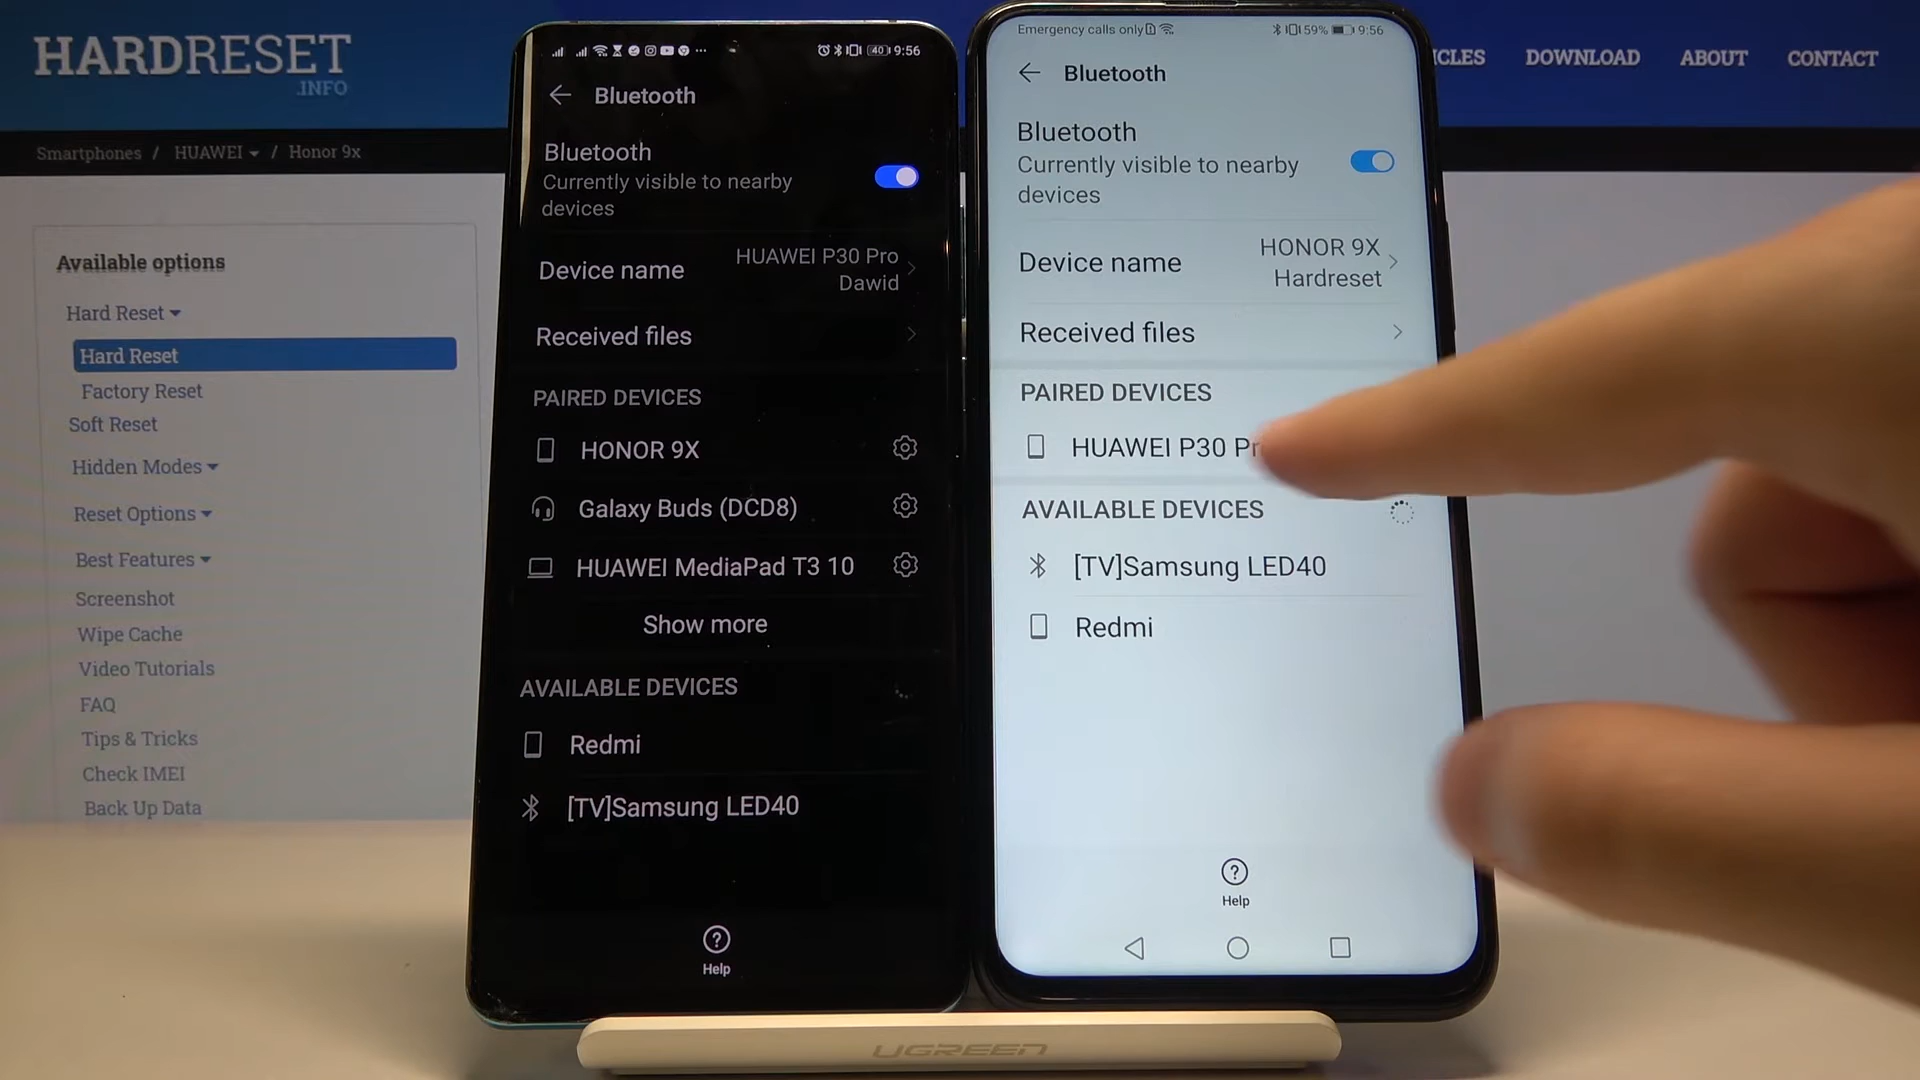 HARDRESET
.INFO
ICLES DOWNLOAD ABOUT CONTACT
Smartphones / HUAWEI / Honor 9x
Available options
Hard Reset
Hard Reset
Factory Reset
Soft Reset
Hidden Modes
Reset Options
Best Features
Screenshot
Wipe Cache
Video Tutorials
FAQ
Tips & Tricks
Check IMEI
Back Up Data
40 9:56
Bluetooth
Bluetooth
Currently visible to nearby
devices
Device name
HUAWEI P30 Pro
Dawid
Received files
PAIRED DEVICES
HONOR 9X
Galaxy Buds (DCD8)
HUAWEI MediaPad T3 10
Show more
AVAILABLE DEVICES
Redmi
[TV]Samsung LED40
Help
Emergency calls only 59% 9:56
Bluetooth
Bluetooth
Currently visible to nearby
devices
Device name
HONOR 9X
Hardreset
Received files
PAIRED DEVICES
HUAWEI P30 Pr
AVAILABLE DEVICES
[TV]Samsung LED40
Redmi
Help
UGREEN